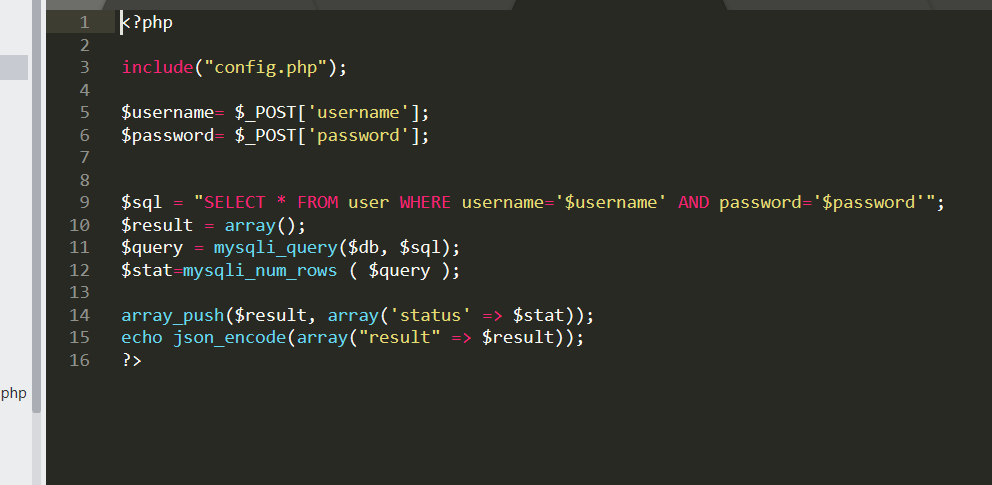 1 <?php
2
3 include("config.php");
4
5 $username= $_POST['username'];
6 $password= $_POST['password'];
7
8
9 $sql = "SELECT * FROM user WHERE username='$username' AND password='$password'";
10 $result = array();
11 $query = mysqli_query($db, $sql);
12 $stat=mysqli_num_rows ( $query );
13
14 array_push($result, array('status' => $stat));
15 echo json_encode(array("result" => $result));
16 ?>
php